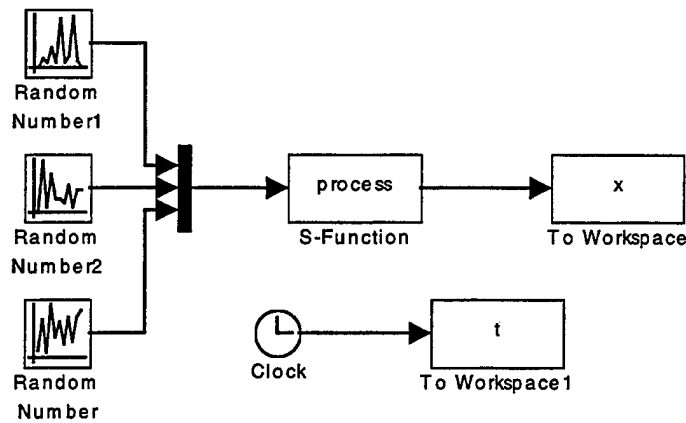 Random
Number1
process
x
Random
Number2
S-Function
To Workspace
t
Random
Number
Clock
To Workspace1